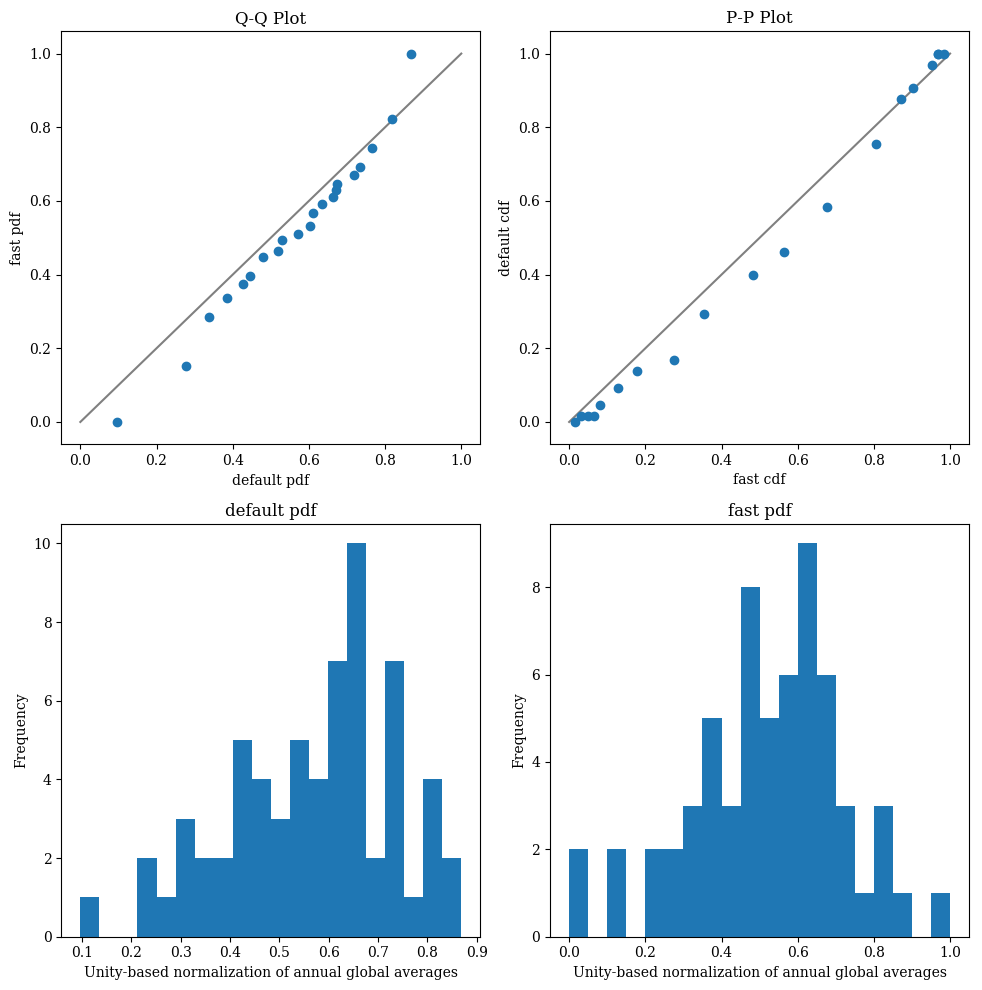 Q-Q Plot
1.0
0.8
0.6
0.4
0.2
0.0
fast pdf
0.0 0.2 0.4 0.6 0.8 1.0
default pdf
P-P Plot
1.0
0.8
0.6
0.4
0.2
0.0
default cdf
0.0 0.2 0.4 0.6 0.8 1.0
fast cdf
default pdf
10
8
6
4
2
0
Frequency
0.1 0.2 0.3 0.4 0.5 0.6 0.7 0.8 0.9
Unity-based normalization of annual global averages
fast pdf
8
6
4
2
0
Frequency
0.0 0.2 0.4 0.6 0.8 1.0
Unity-based normalization of annual global averages